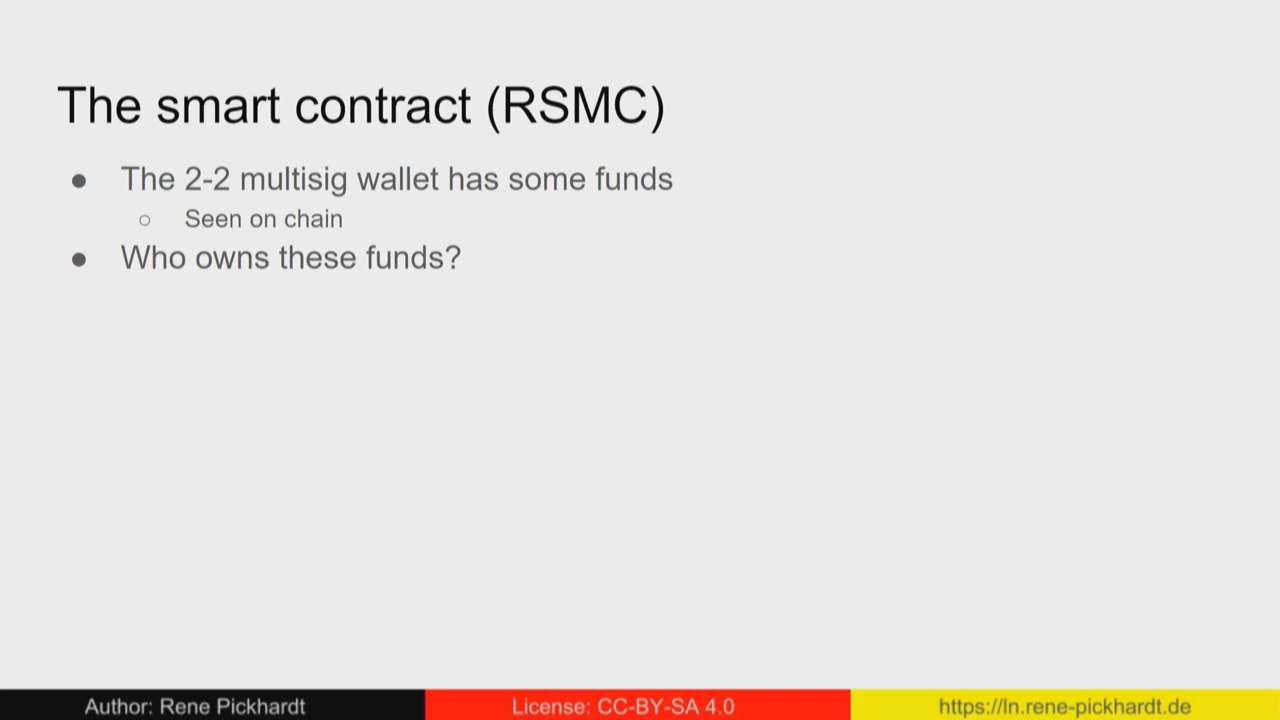 The smart contract (RSMC)
● The 2-2 multisig wallet has some funds
○ Seen on chain
● Who owns these funds?
Author: Rene Pickhardt
License: CC-BY-SA 4.0
https://ln.rene-pickhardt.de